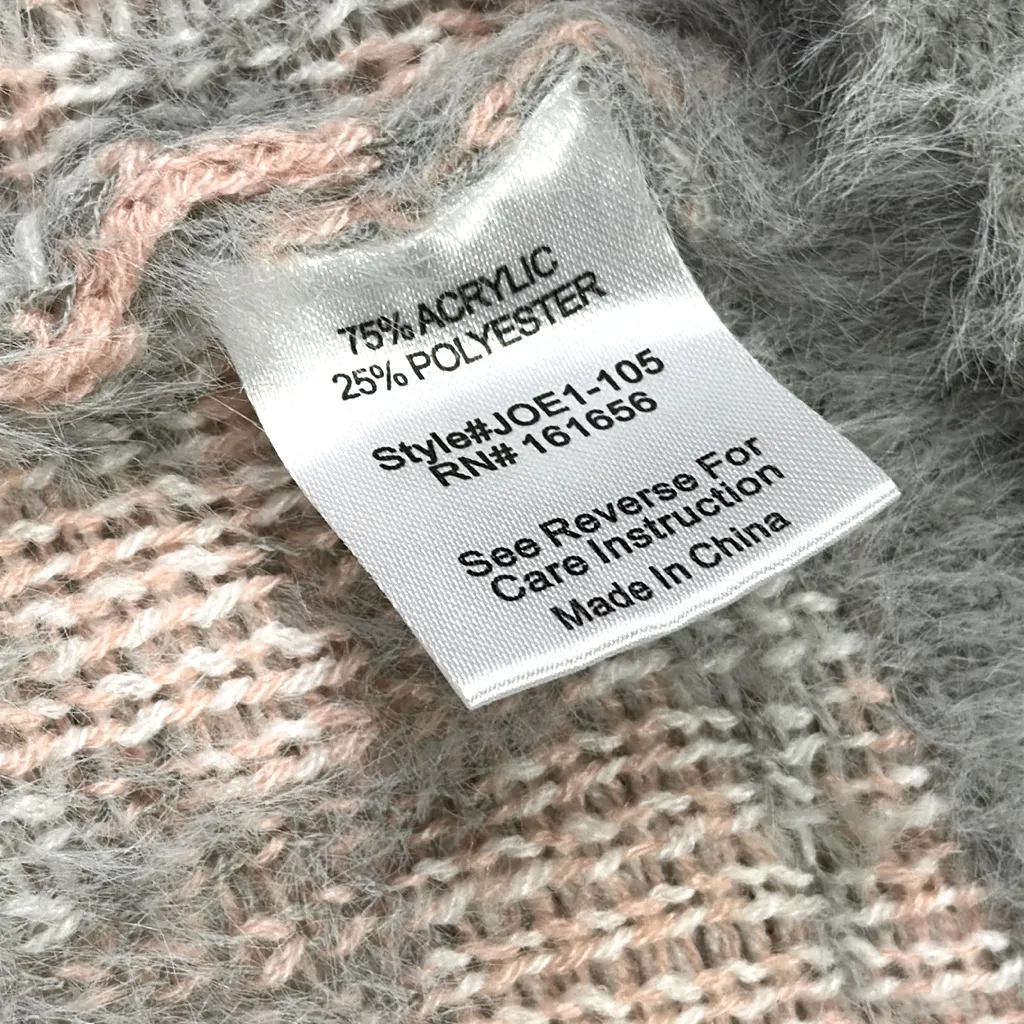 75% ACRYLIC
25% POLYESTER
Style#JOE1-105
RN# 161656
See Reverse For
Care Instruction
Made In China